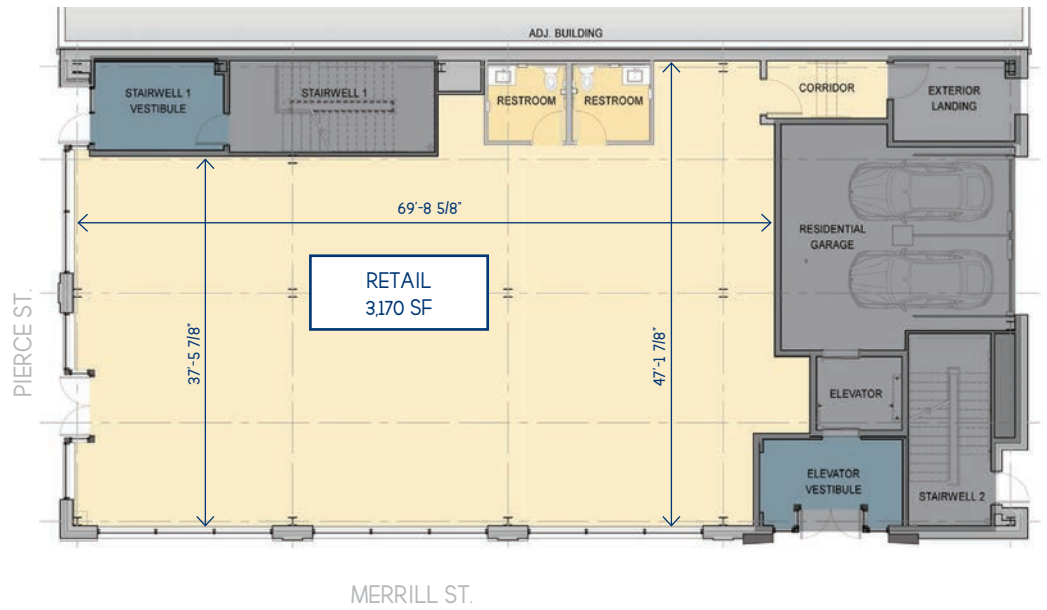 ADJ. BUILDING
STAIRWELL 1
VESTIBULE
STAIRWELL 1
RESTROOM
RESTROOM
CORRIDOR
EXTERIOR
LANDING
69'-8 5/8"
RESIDENTIAL
GARAGE
RETAIL
3,170 SF
PIERCE ST.
37'-5 7/8"
47'-1 7/8"
ELEVATOR
ELEVATOR
VESTIBULE
STAIRWELL 2
MERRILL ST.